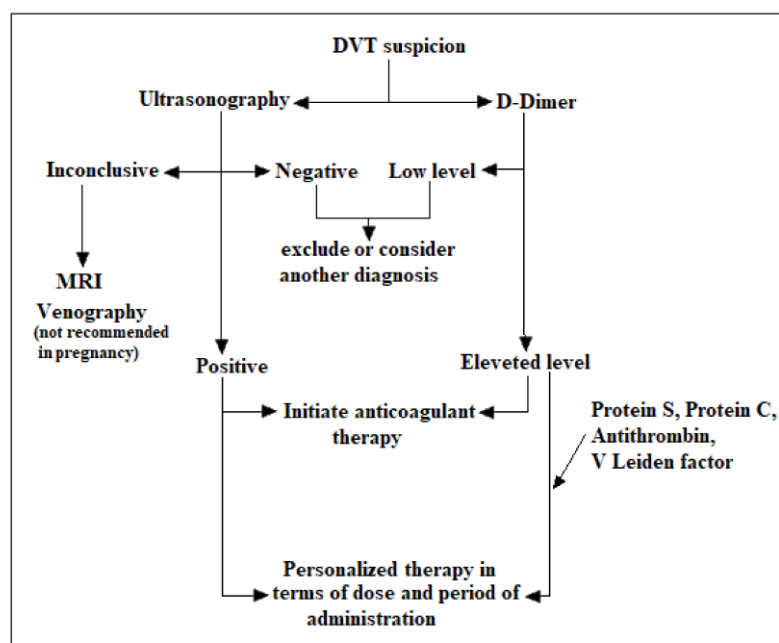 DVT suspicion
Ultrasonography
D-Dimer
Inconclusive
Negative
Low level
exclude or consider
another diagnosis
MRI
Venography
(not recommended
in pregnancy)
Positive
Eleveted level
Initiate anticoagulant
therapy
Protein S, Protein C,
Antithrombin,
V Leiden factor
Personalized therapy in
terms of dose and period of
administration